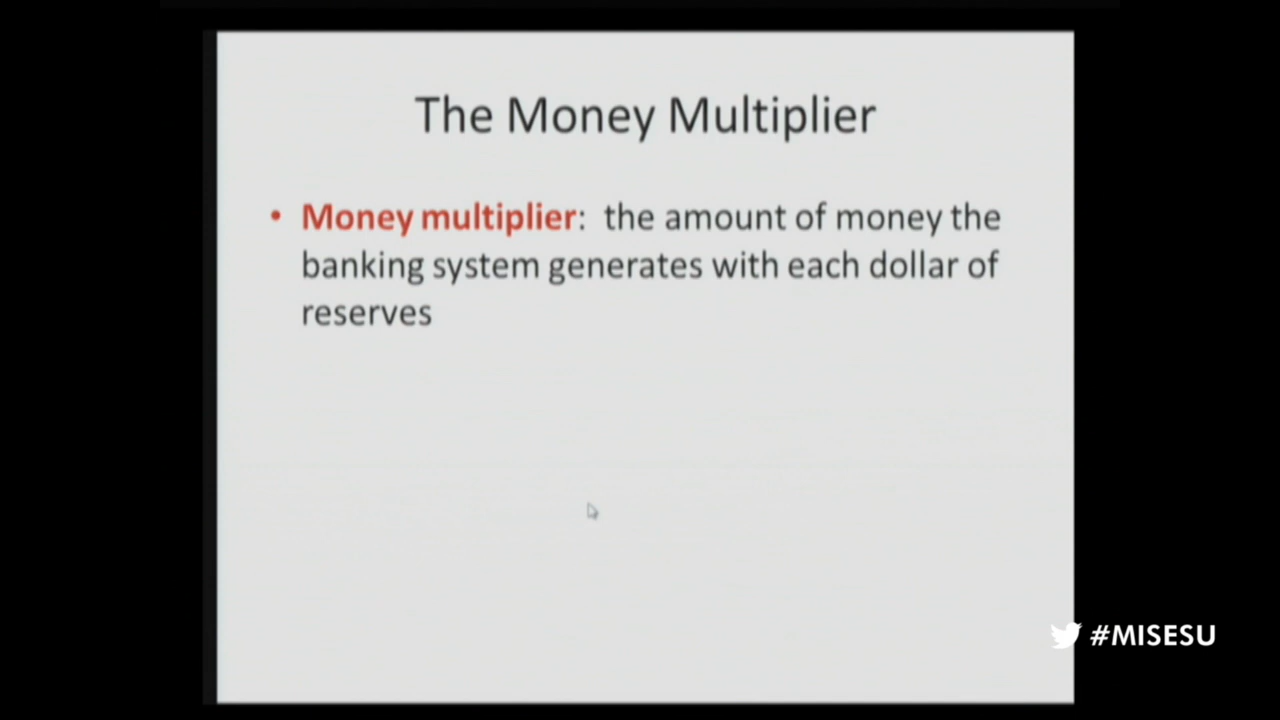 The Money Multiplier
• Money multiplier: the amount of money the
banking system generates with each dollar of
reserves
#MISESU